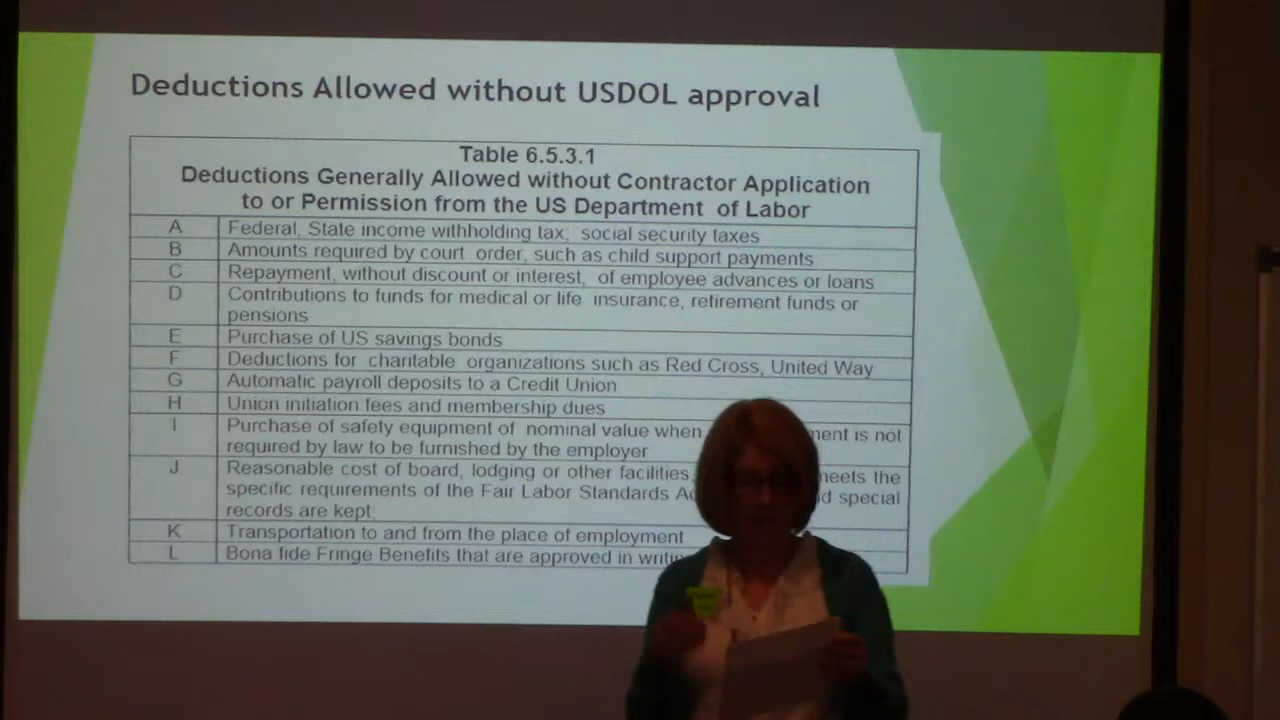 Deductions Allowed without USDOL approval
Table 6.5.3.1
Deductions Generally Allowed without Contractor Application
to or Permission from the US Department of Labor
A Federal, State income withholding tax; social security taxes
B Amounts required by court order, such as child support payments
C Repayment, without discount or interest, of employee advances or loans
D Contributions to funds for medical or life insurance, retirement funds or
pensions
E Purchase of US savings bonds
F Deductions for charitable organizations such as Red Cross, United Way
G Automatic payroll deposits to a Credit Union
H Union initiation fees and membership dues
I Purchase of safety equipment of nominal value when is not
required by law to be furnished by the employer
J Reasonable cost of board, lodging or other facilities, meets the
specific requirements of the Fair Labor Standards special
records are kept
K Transportation to and from the place of employment
L Bona fide Fringe Benefits that are approved in